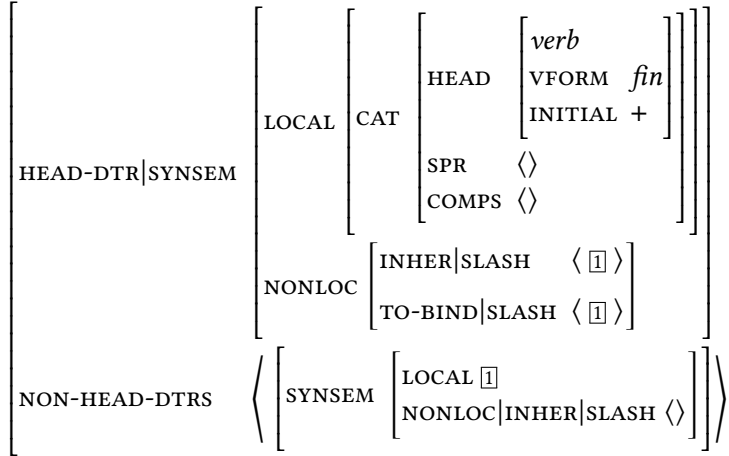 verb
HEAD VFORM fin
INITIAL +
LOCAL CAT
SPR ⟨⟩
HEAD-DTR|SYNSEM
COMPS ⟨⟩
INHER|SLASH ⟨ 1 ⟩
NONLOC
TO-BIND|SLASH ⟨ 1 ⟩
LOCAL 1
NON-HEAD-DTRS ⟨ SYNSEM ⟩
NONLOC|INHER|SLASH ⟨⟩